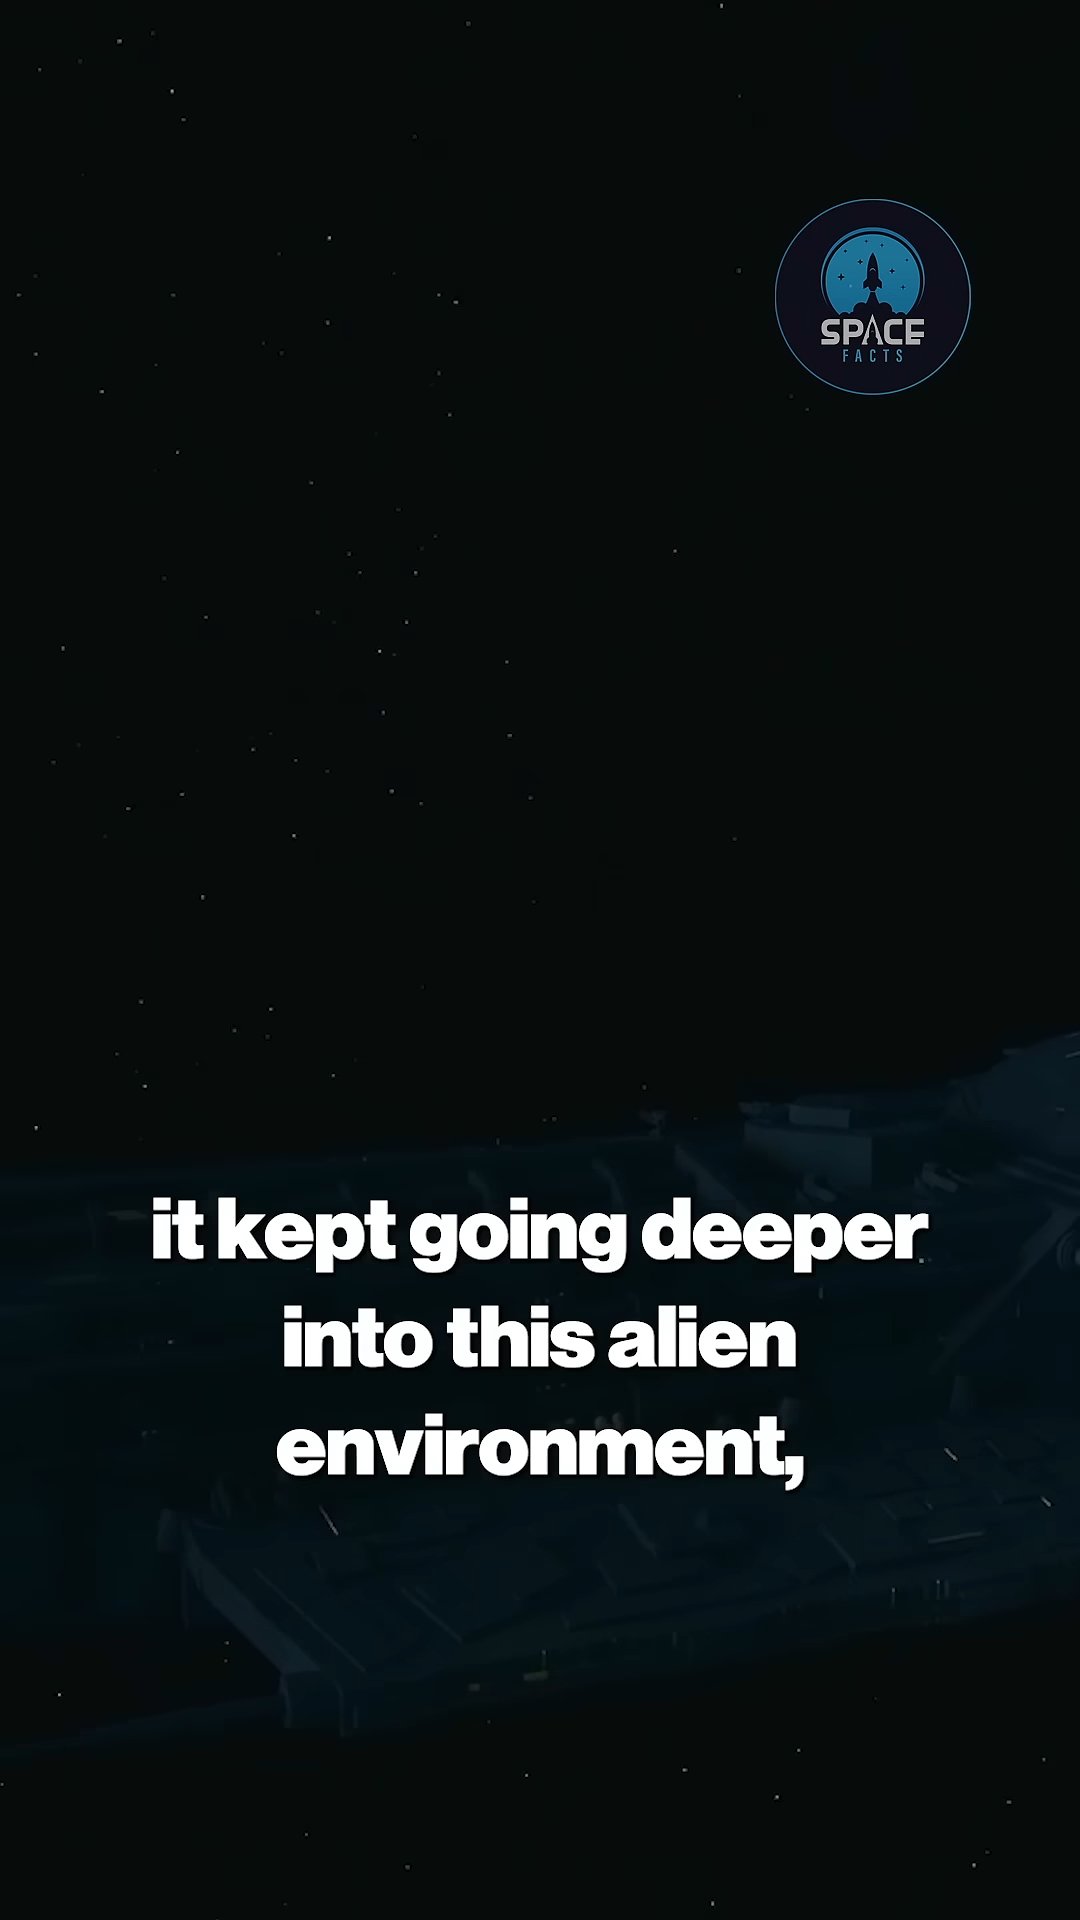 SPACE
FACTS
it kept going deeper
into this alien
environment,